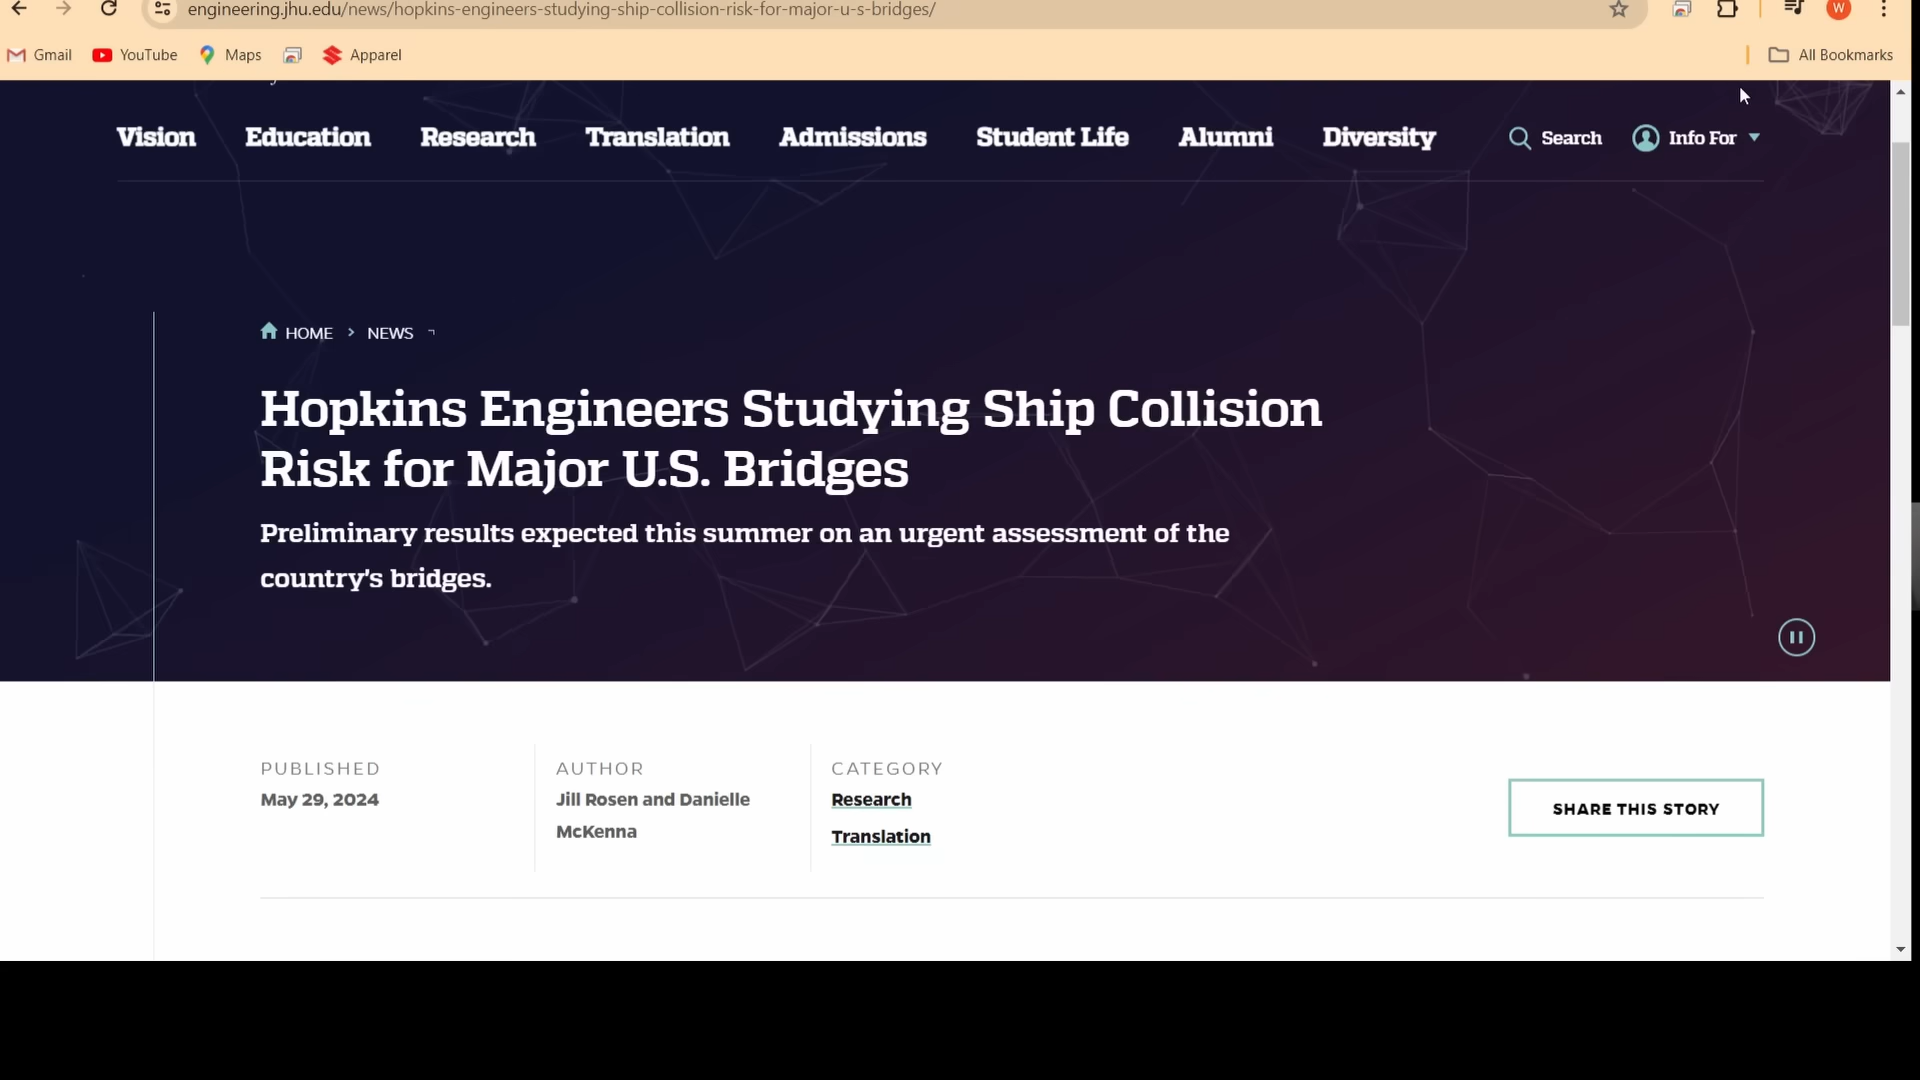 engineering.jhu.edu/news/hopkins-engineers-studying-ship-collision-risk-for-major-u-s-bridges/
W
Gmail
YouTube
Maps
Apparel
All Bookmarks
Vision
Education
Research
Translation
Admissions
Student Life
Alumni
Diversity
Search
Info For
HOME > NEWS
Hopkins Engineers Studying Ship Collision
Risk for Major U.S. Bridges
Preliminary results expected this summer on an urgent assessment of the
country's bridges.
PUBLISHED
May 29, 2024
AUTHOR
Jill Rosen and Danielle
McKenna
CATEGORY
Research
Translation
SHARE THIS STORY